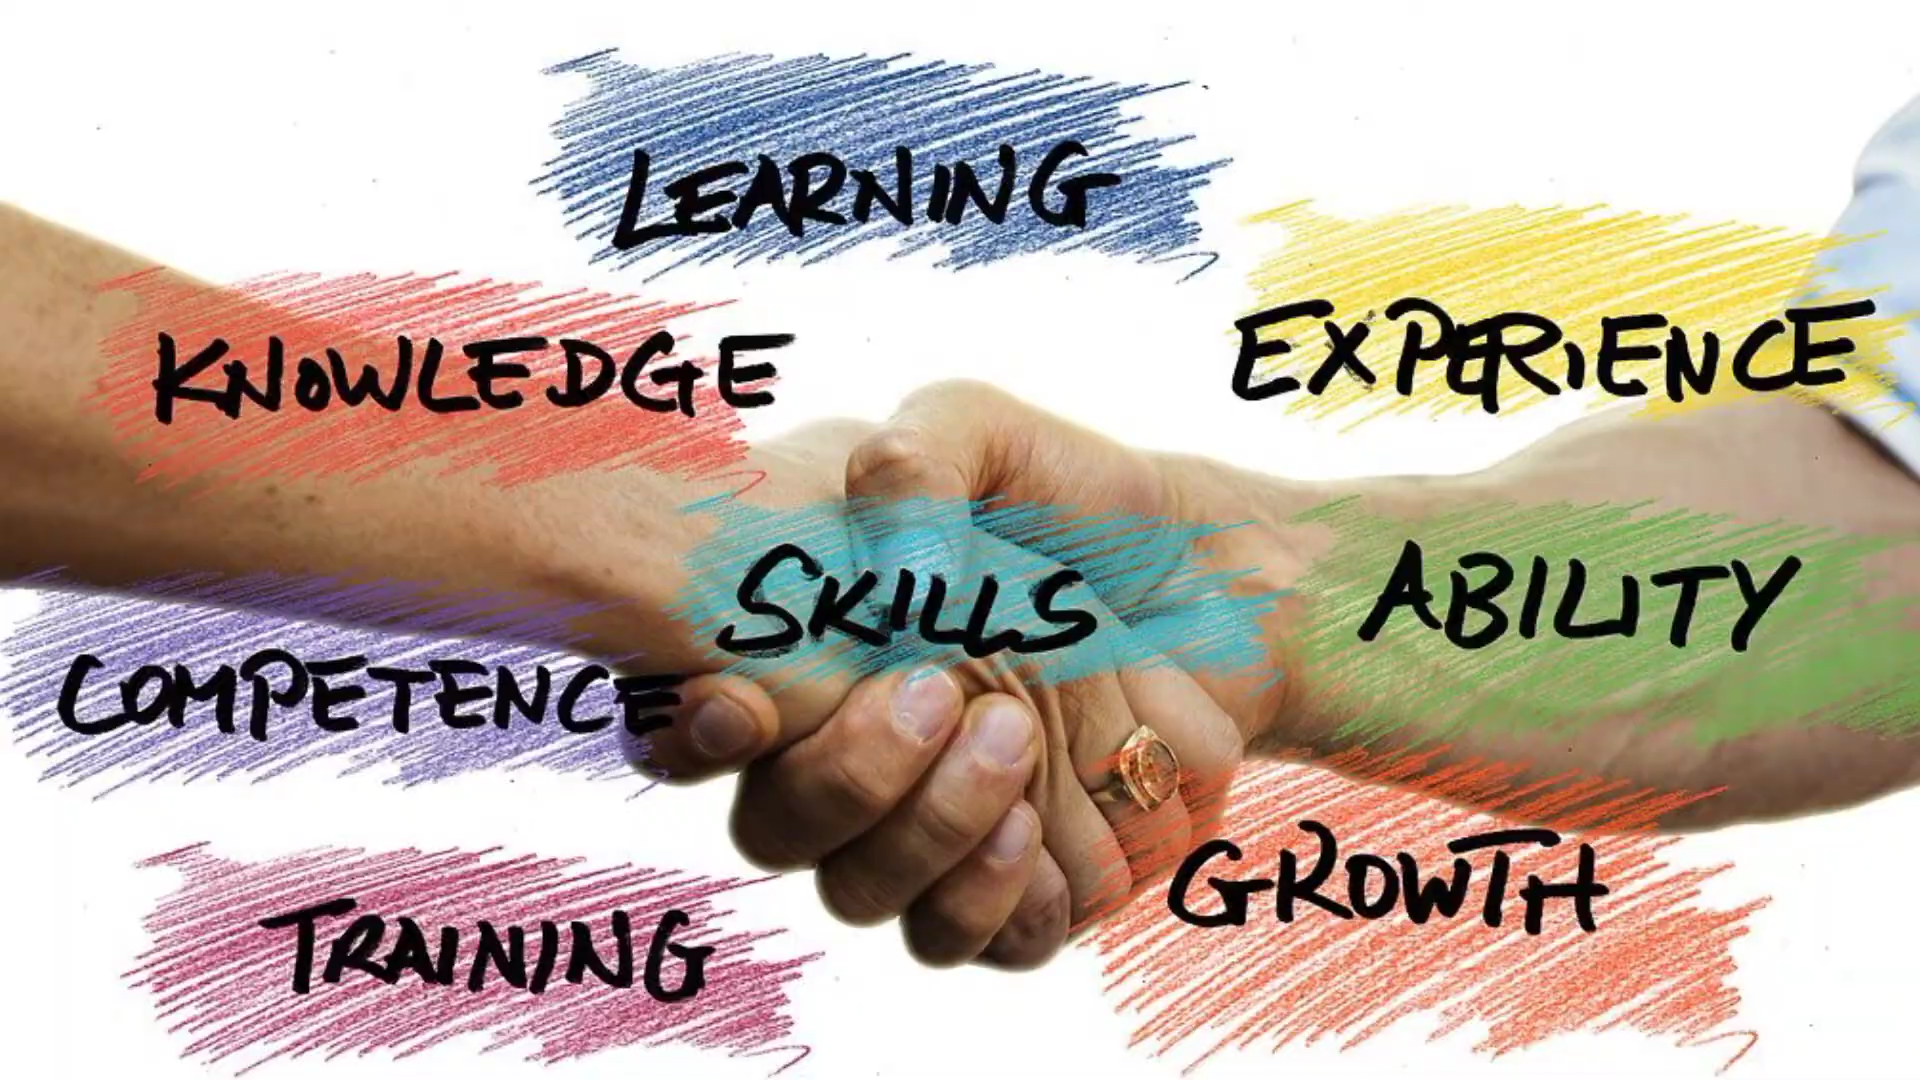 LEARNING
EXPERIENCE
KNOWLEDGE
SKILLS
ABILITY
COMPETENCE
GROWTH
TRAINING